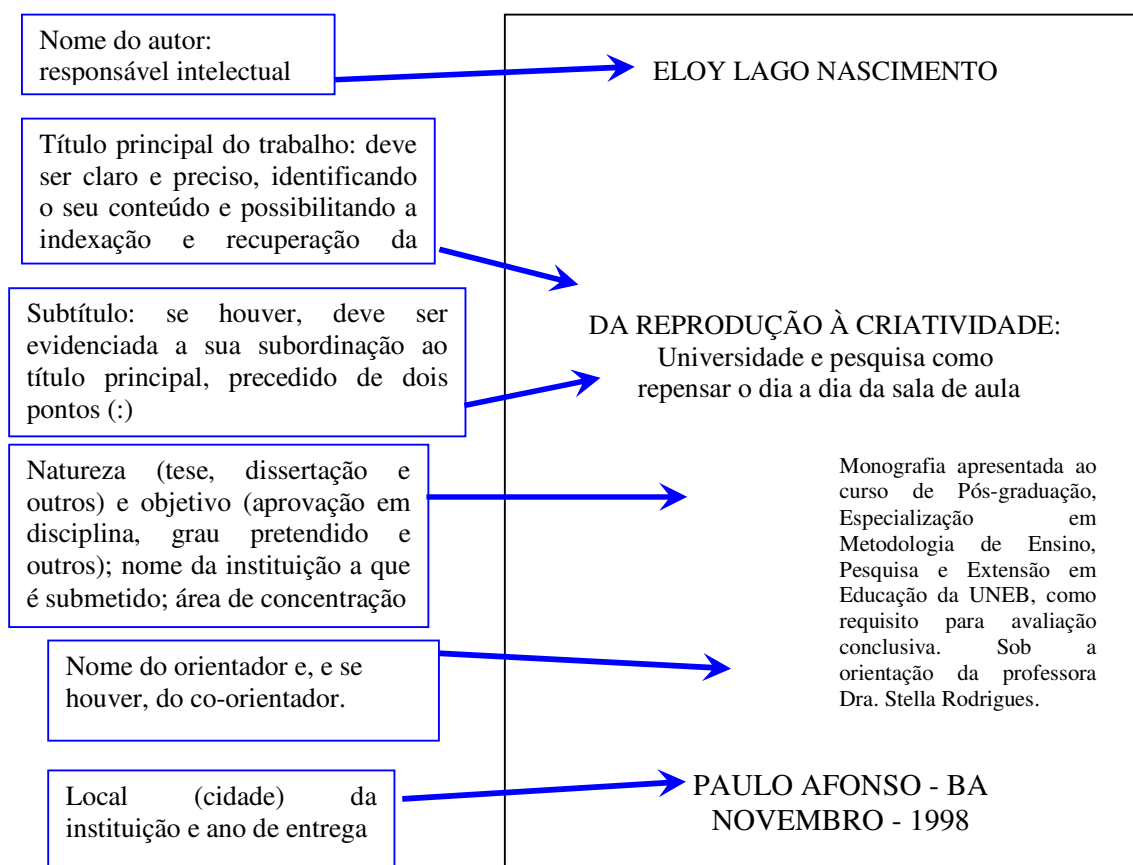 Nome do autor:
responsável intelectual
ELOY LAGO NASCIMENTO
Título principal do trabalho: deve
ser claro e preciso, identificando
o seu conteúdo e possibilitando a
indexação e recuperação da
Subtítulo: se houver, deve ser
evidenciada a sua subordinação ao
título principal, precedido de dois
pontos (:)
DA REPRODUÇÃO À CRIATIVIDADE:
Universidade e pesquisa como
repensar o dia a dia da sala de aula
Natureza (tese, dissertação e
outros) e objetivo (aprovação em
disciplina, grau pretendido e
outros); nome da instituição a que
é submetido; área de concentração
Monografia apresentada ao
curso de Pós-graduação,
Especialização em
Metodologia de Ensino,
Pesquisa e Extensão em
Educação da UNEB, como
requisito para avaliação
conclusiva. Sob a
orientação da professora
Dra. Stella Rodrigues.
Nome do orientador e, e se
houver, do co-orientador.
Local (cidade) da
instituição e ano de entrega
PAULO AFONSO - BA
NOVEMBRO - 1998